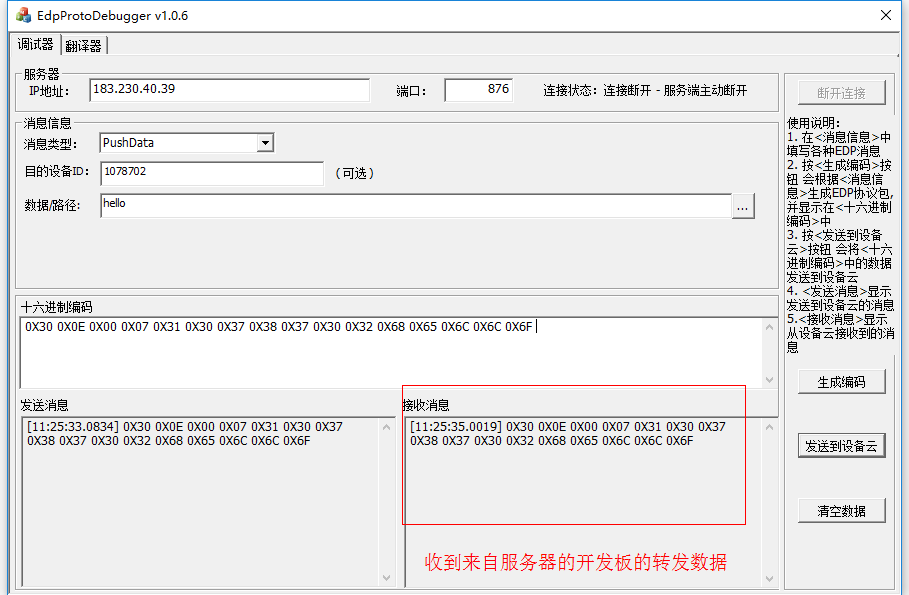 EdpProtoDebugger v1.0.6
调试器 翻译器
服务器
IP地址： 183.230.40.39 端口： 876 连接状态：连接断开 - 服务端主动断开
消息信息
消息类型： PushData
目的设备ID： 1078702 （可选）
数据/路径： hello ...
十六进制编码
0X30 0X0E 0X00 0X07 0X31 0X30 0X37 0X38 0X37 0X30 0X32 0X68 0X65 0X6C 0X6C 0X6F
发送消息
[11:25:33.0834] 0X30 0X0E 0X00 0X07 0X31 0X30 0X37
0X38 0X37 0X30 0X32 0X68 0X65 0X6C 0X6C 0X6F
接收消息
[11:25:35.0019] 0X30 0X0E 0X00 0X07 0X31 0X30 0X37
0X38 0X37 0X30 0X32 0X68 0X65 0X6C 0X6C 0X6F
收到来自服务器的开发板的转发数据
断开连接
使用说明：
1. 在<消息信息>中
填写各种EDP消息
2. 按<生成编码>按
钮 会根据<消息信
息>生成EDP协议包,
并显示在<十六进制
编码>中
3. 按<发送到设备
云>按钮 会将<十六
进制编码>中的数据
发送到设备云
4. <发送消息>显示
发送到设备云的消息
5.<接收消息>显示
从设备云接收到的消
息
生成编码
发送到设备云
清空数据